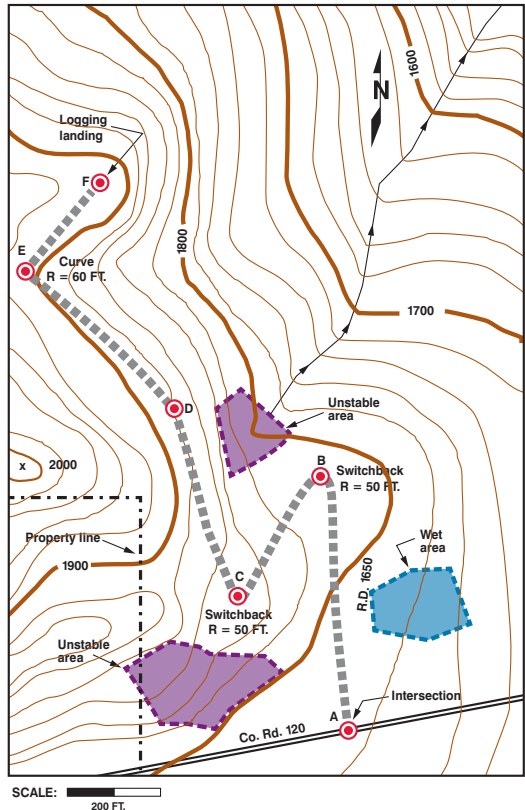 1600
N
Logging
landing
F
1800
E
Curve
R = 60 FT.
1700
D
Unstable
area
B
Switchback
R = 50 FT.
x 2000
Property line
Wet
area
1900
R.D. 1650
C
Switchback
R = 50 FT.
Unstable
area
Intersection
A
Co. Rd. 120
SCALE:
200 FT.